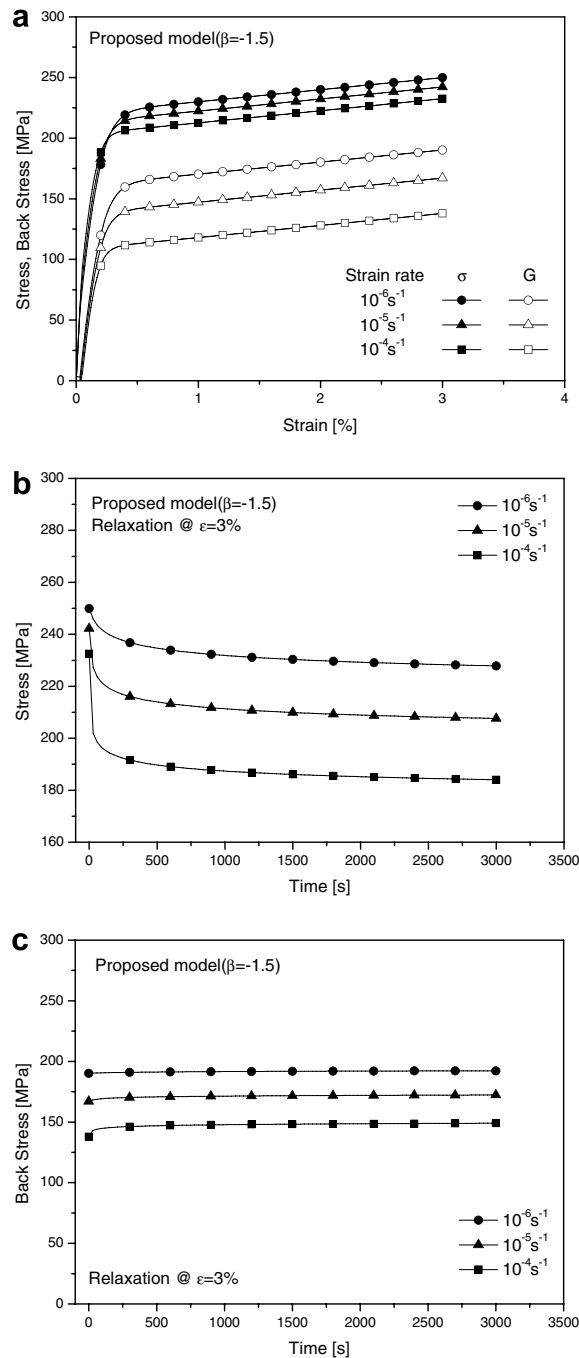 a
Proposed model(β=-1.5)
Stress, Back Stress [MPa]
300
250
200
150
100
50
0
Strain rate σ G
10⁻⁶s⁻¹
10⁻⁵s⁻¹
10⁻⁴s⁻¹
0 1 2 3 4
Strain [%]
b
Proposed model(β=-1.5)
Relaxation @ ε=3%
10⁻⁶s⁻¹
10⁻⁵s⁻¹
10⁻⁴s⁻¹
Stress [MPa]
300
280
260
240
220
200
180
160
0 500 1000 1500 2000 2500 3000 3500
Time [s]
c
Proposed model(β=-1.5)
Back Stress [MPa]
300
250
200
150
100
50
0
10⁻⁶s⁻¹
10⁻⁵s⁻¹
10⁻⁴s⁻¹
Relaxation @ ε=3%
0 500 1000 1500 2000 2500 3000 3500
Time [s]